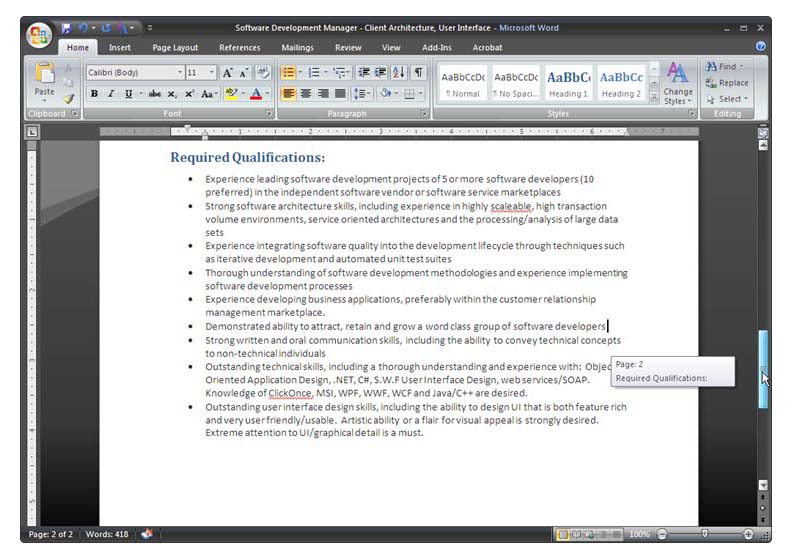 Software Development Manager - Client Architecture, User Interface - Microsoft Word
Home Insert Page Layout References Mailings Review View Add-Ins Acrobat
Calibri (Body) 11
Paste
B I U abc x₂ x² Aa ab A
AaBbCcDc AaBbCcDc AaBbC AaBbCc
¶ Normal ¶ No Spaci... Heading 1 Heading 2
Change Styles
Find
Replace
Select
Clipboard Font Paragraph Styles Editing
Required Qualifications:
• Experience leading software development projects of 5 or more software developers (10
preferred) in the independent software vendor or software service marketplaces
• Strong software architecture skills, including experience in highly scaleable, high transaction
volume environments, service oriented architectures and the processing/analysis of large data
sets
• Experience integrating software quality into the development lifecycle through techniques such
as iterative development and automated unit test suites
• Thorough understanding of software development methodologies and experience implementing
software development processes
• Experience developing business applications, preferably within the customer relationship
management marketplace.
• Demonstrated ability to attract, retain and grow a word class group of software developers
• Strong written and oral communication skills, including the ability to convey technical concepts
to non-technical individuals
• Outstanding technical skills, including a thorough understanding and experience with: Objec
Oriented Application Design, .NET, C#, S.W.F User Interface Design, web services/SOAP.
Knowledge of ClickOnce, MSI, WPF, WWF, WCF and Java/C++ are desired.
• Outstanding user interface design skills, including the ability to design UI that is both feature rich
and very user friendly/usable. Artistic ability or a flair for visual appeal is strongly desired.
Extreme attention to UI/graphical detail is a must.
Page: 2
Required Qualifications:
Page: 2 of 2 Words: 418 100%